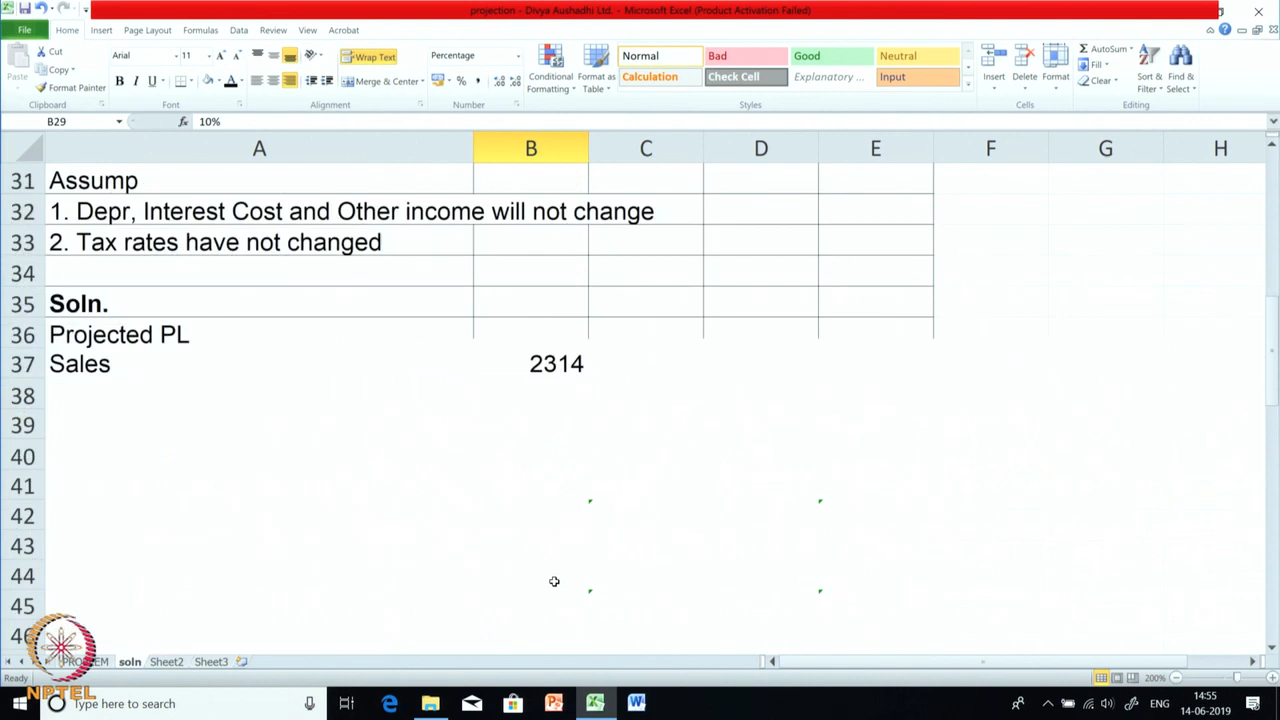 projection - Divya Aushadhi Ltd. - Microsoft Excel (Product Activation Failed)
File Home Insert Page Layout Formulas Data Review View Acrobat
Paste
Cut
Copy
Format Painter
Clipboard
Arial 11
B I U A
Font
Wrap Text
Merge & Center
Alignment
Percentage
%
Number
Conditional Formatting
Format as Table
Normal Bad Good Neutral
Calculation Check Cell Explanatory ... Input
Styles
Insert Delete Format
Cells
AutoSum
Fill
Clear
Sort & Filter
Find & Select
Editing
B29 fx 10%
A B C D E F G H
31 Assump
32 1. Depr, Interest Cost and Other income will not change
33 2. Tax rates have not changed
34
35 Soln.
36 Projected PL
37 Sales 2314
38
39
40
41
42
43
44
45
46
soln Sheet2 Sheet3
Ready 200%
NPTEL
Type here to search
ENG
14:55
14-06-2019